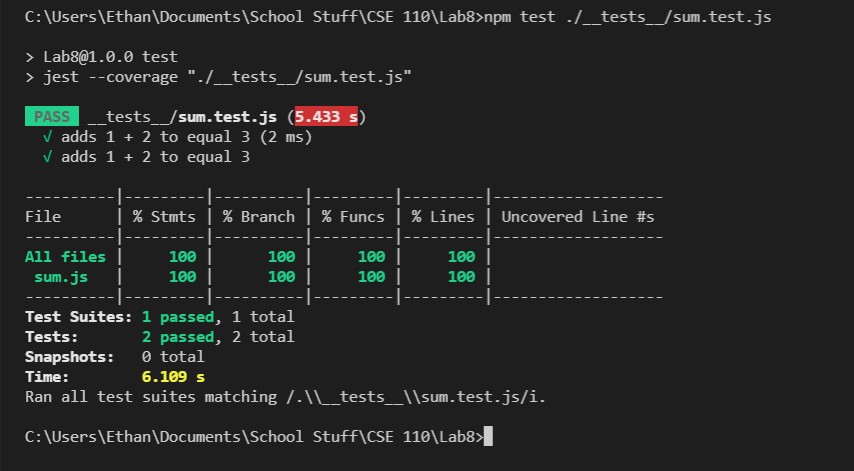 C:\Users\Ethan\Documents\School Stuff\CSE 110\Lab8>npm test ./__tests__/sum.test.js
> Lab8@1.0.0 test
> jest --coverage "./__tests__/sum.test.js"
PASS __tests__/sum.test.js (5.433 s)
√ adds 1 + 2 to equal 3 (2 ms)
√ adds 1 + 2 to equal 3
----------|---------|----------|---------|---------|-------------------
File      | % Stmts | % Branch | % Funcs | % Lines | Uncovered Line #s
----------|---------|----------|---------|---------|-------------------
All files |     100 |      100 |     100 |     100 |
 sum.js   |     100 |      100 |     100 |     100 |
----------|---------|----------|---------|---------|-------------------
Test Suites: 1 passed, 1 total
Tests:       2 passed, 2 total
Snapshots:   0 total
Time:        6.109 s
Ran all test suites matching /.\\__tests__\\sum.test.js/i.
C:\Users\Ethan\Documents\School Stuff\CSE 110\Lab8>